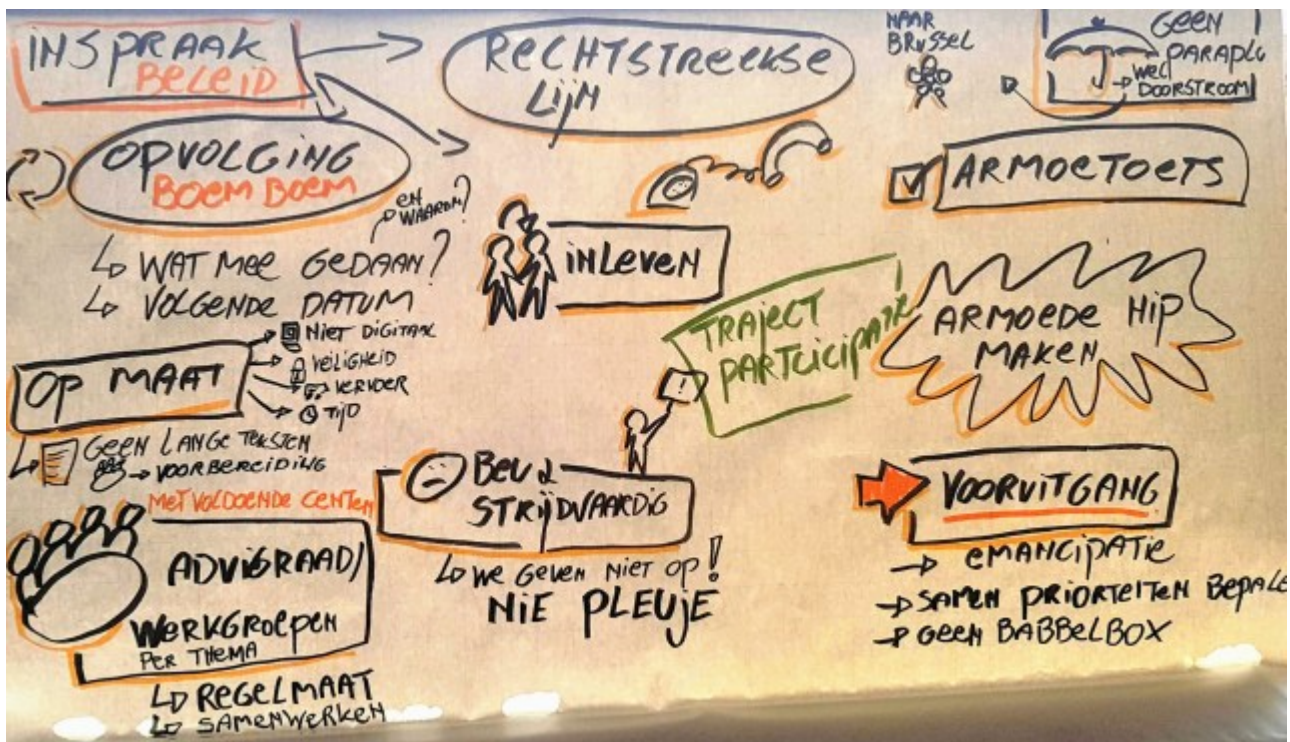 INSPRAAK
BELEID
RECHTSTREEKSE
LIJN
NAAR
BRUSSEL
GEEN
PARAPLU
WEL
DOORSTROOM
OPVOLGING
BOEM BOEM
EN
WAAROM?
WAT MEE GEDAAN?
VOLGENDE DATUM
ARMOETOETS
INLEVEN
TRAJECT
PARTCICIPATIE
ARMOEDE HIP
MAKEN
OP MAAT
NIET DIGITAAL
VEILIGHEID
VERVOER
TIJD
GEEN LANGE TEKSTEN
VOORBEREIDING
MET VOLDOENDE CENTEN
ADVISRAAD/
WERKGROEPEN
PER THEMA
REGELMAAT
SAMENWERKEN
BEU &
STRIJDVAARDIG
WE GEVEN NIET OP!
NIE PLEUJE
VOORUITGANG
EMANCIPATIE
SAMEN PRIORTEITEN BEPALE
GEEN BABBELBOX